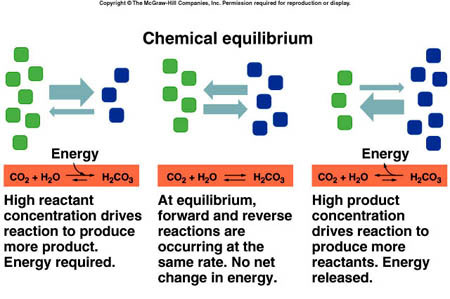 Copyright © The McGraw-Hill Companies, Inc. Permission required for reproduction or display.
Chemical equilibrium
Energy
CO₂ + H₂O ⇌ H₂CO₃
High reactant
concentration drives
reaction to produce
more product.
Energy required.
CO₂ + H₂O ⇌ H₂CO₃
At equilibrium,
forward and reverse
reactions are
occurring at the
same rate. No net
change in energy.
Energy
CO₂ + H₂O ⇌ H₂CO₃
High product
concentration
drives reaction to
produce more
reactants. Energy
released.